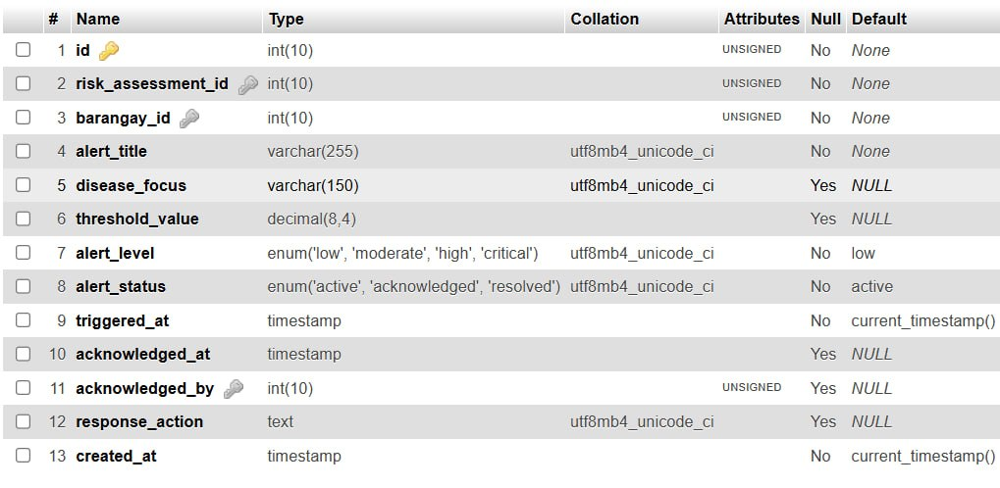 # Name Type Collation Attributes Null Default
1 id int(10) UNSIGNED No None
2 risk_assessment_id int(10) UNSIGNED No None
3 barangay_id int(10) UNSIGNED No None
4 alert_title varchar(255) utf8mb4_unicode_ci No None
5 disease_focus varchar(150) utf8mb4_unicode_ci Yes NULL
6 threshold_value decimal(8,4) Yes NULL
7 alert_level enum('low', 'moderate', 'high', 'critical') utf8mb4_unicode_ci No low
8 alert_status enum('active', 'acknowledged', 'resolved') utf8mb4_unicode_ci No active
9 triggered_at timestamp No current_timestamp()
10 acknowledged_at timestamp Yes NULL
11 acknowledged_by int(10) UNSIGNED Yes NULL
12 response_action text utf8mb4_unicode_ci Yes NULL
13 created_at timestamp No current_timestamp()